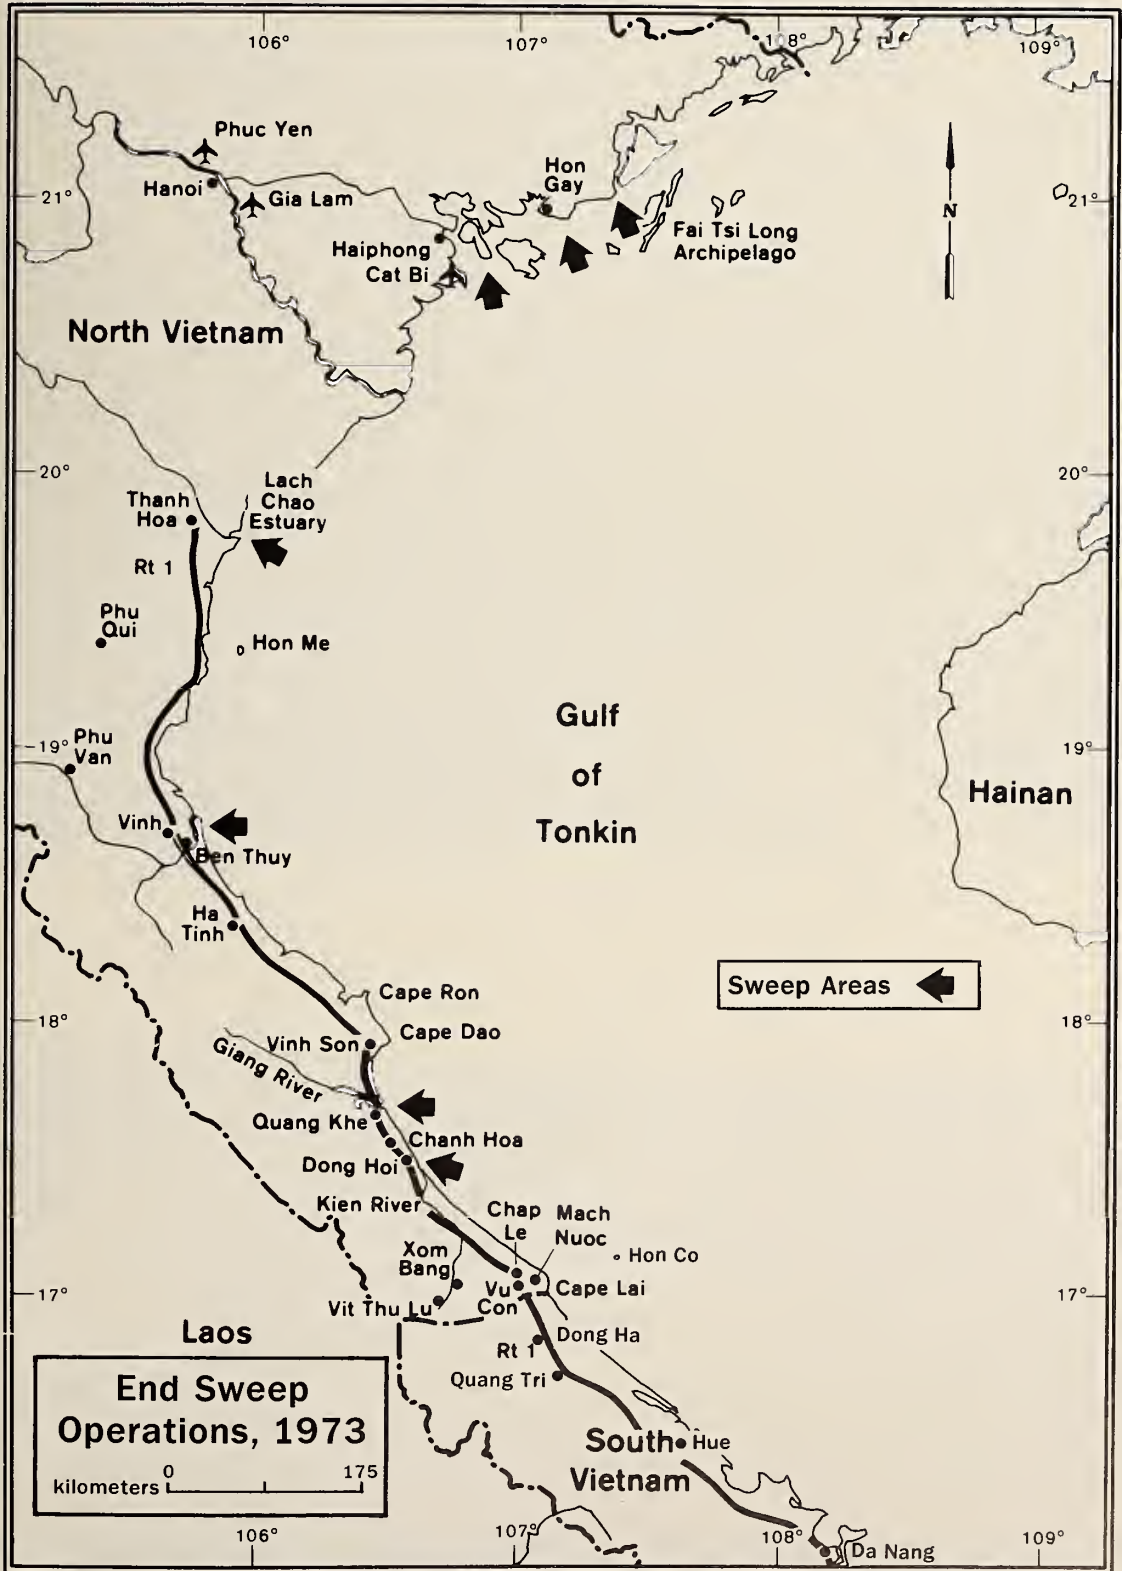 106° 107° 108° 109°
Phuc Yen
Hanoi
Gia Lam
Hon
Gay
21° 21°
N
Haiphong
Cat Bi
Fai Tsi Long
Archipelago
North Vietnam
20° 20°
Lach
Chao
Estuary
Thanh
Hoa
Rt 1
Phu
Qui
Hon Me
Gulf
of
Tonkin
19° 19°
Phu
Van
Hainan
Vinh
Ben Thuy
Ha
Tinh
Sweep Areas
Cape Ron
18° 18°
Vinh Son
Cape Dao
Giang River
Quang Khe
Chanh Hoa
Dong Hoi
Kien River
Chap
Le
Mach
Nuoc
Hon Co
Xom
Bang
Vu
Con
Cape Lai
17° 17°
Vit Thu Lu
Laos
Dong Ha
Rt 1
Quang Tri
End Sweep
Operations, 1973
kilometers 0 175
South
Vietnam
Hue
Da Nang
106° 107° 108° 109°